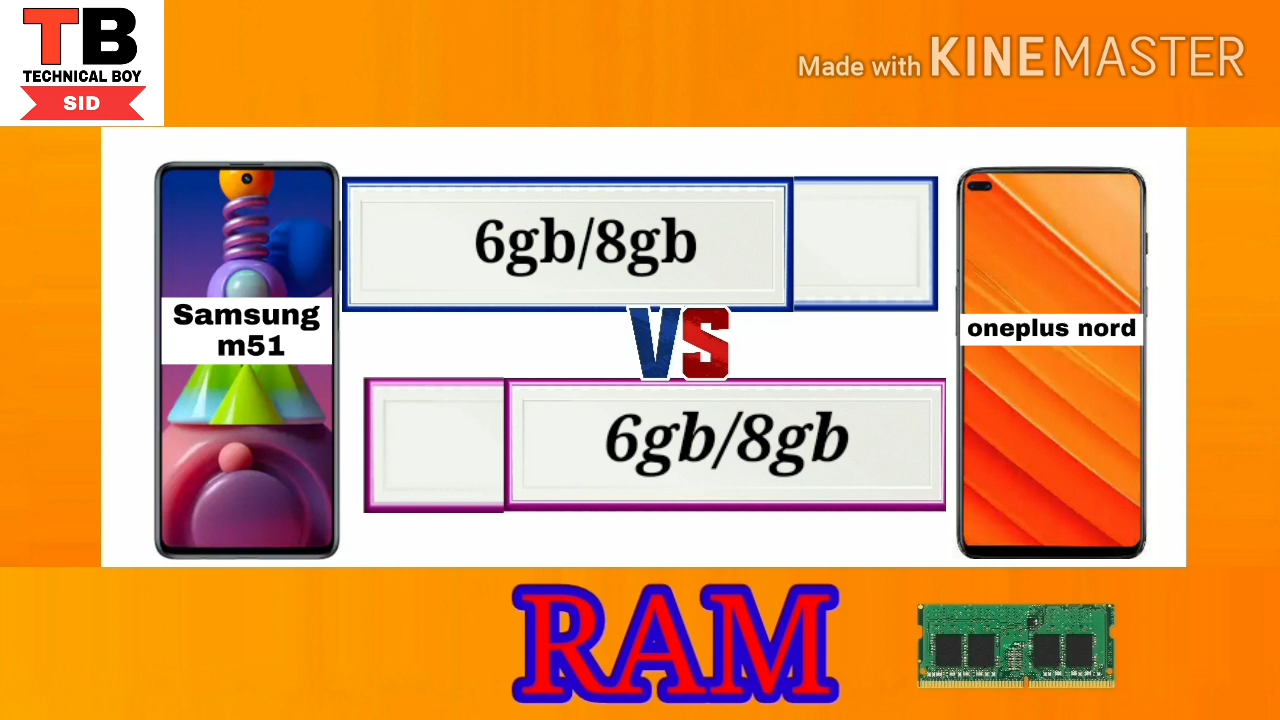 TB
TECHNICAL BOY
SID
Made with KINEMASTER
6gb/8gb
Samsung
m51
VS
oneplus nord
6gb/8gb
RAM